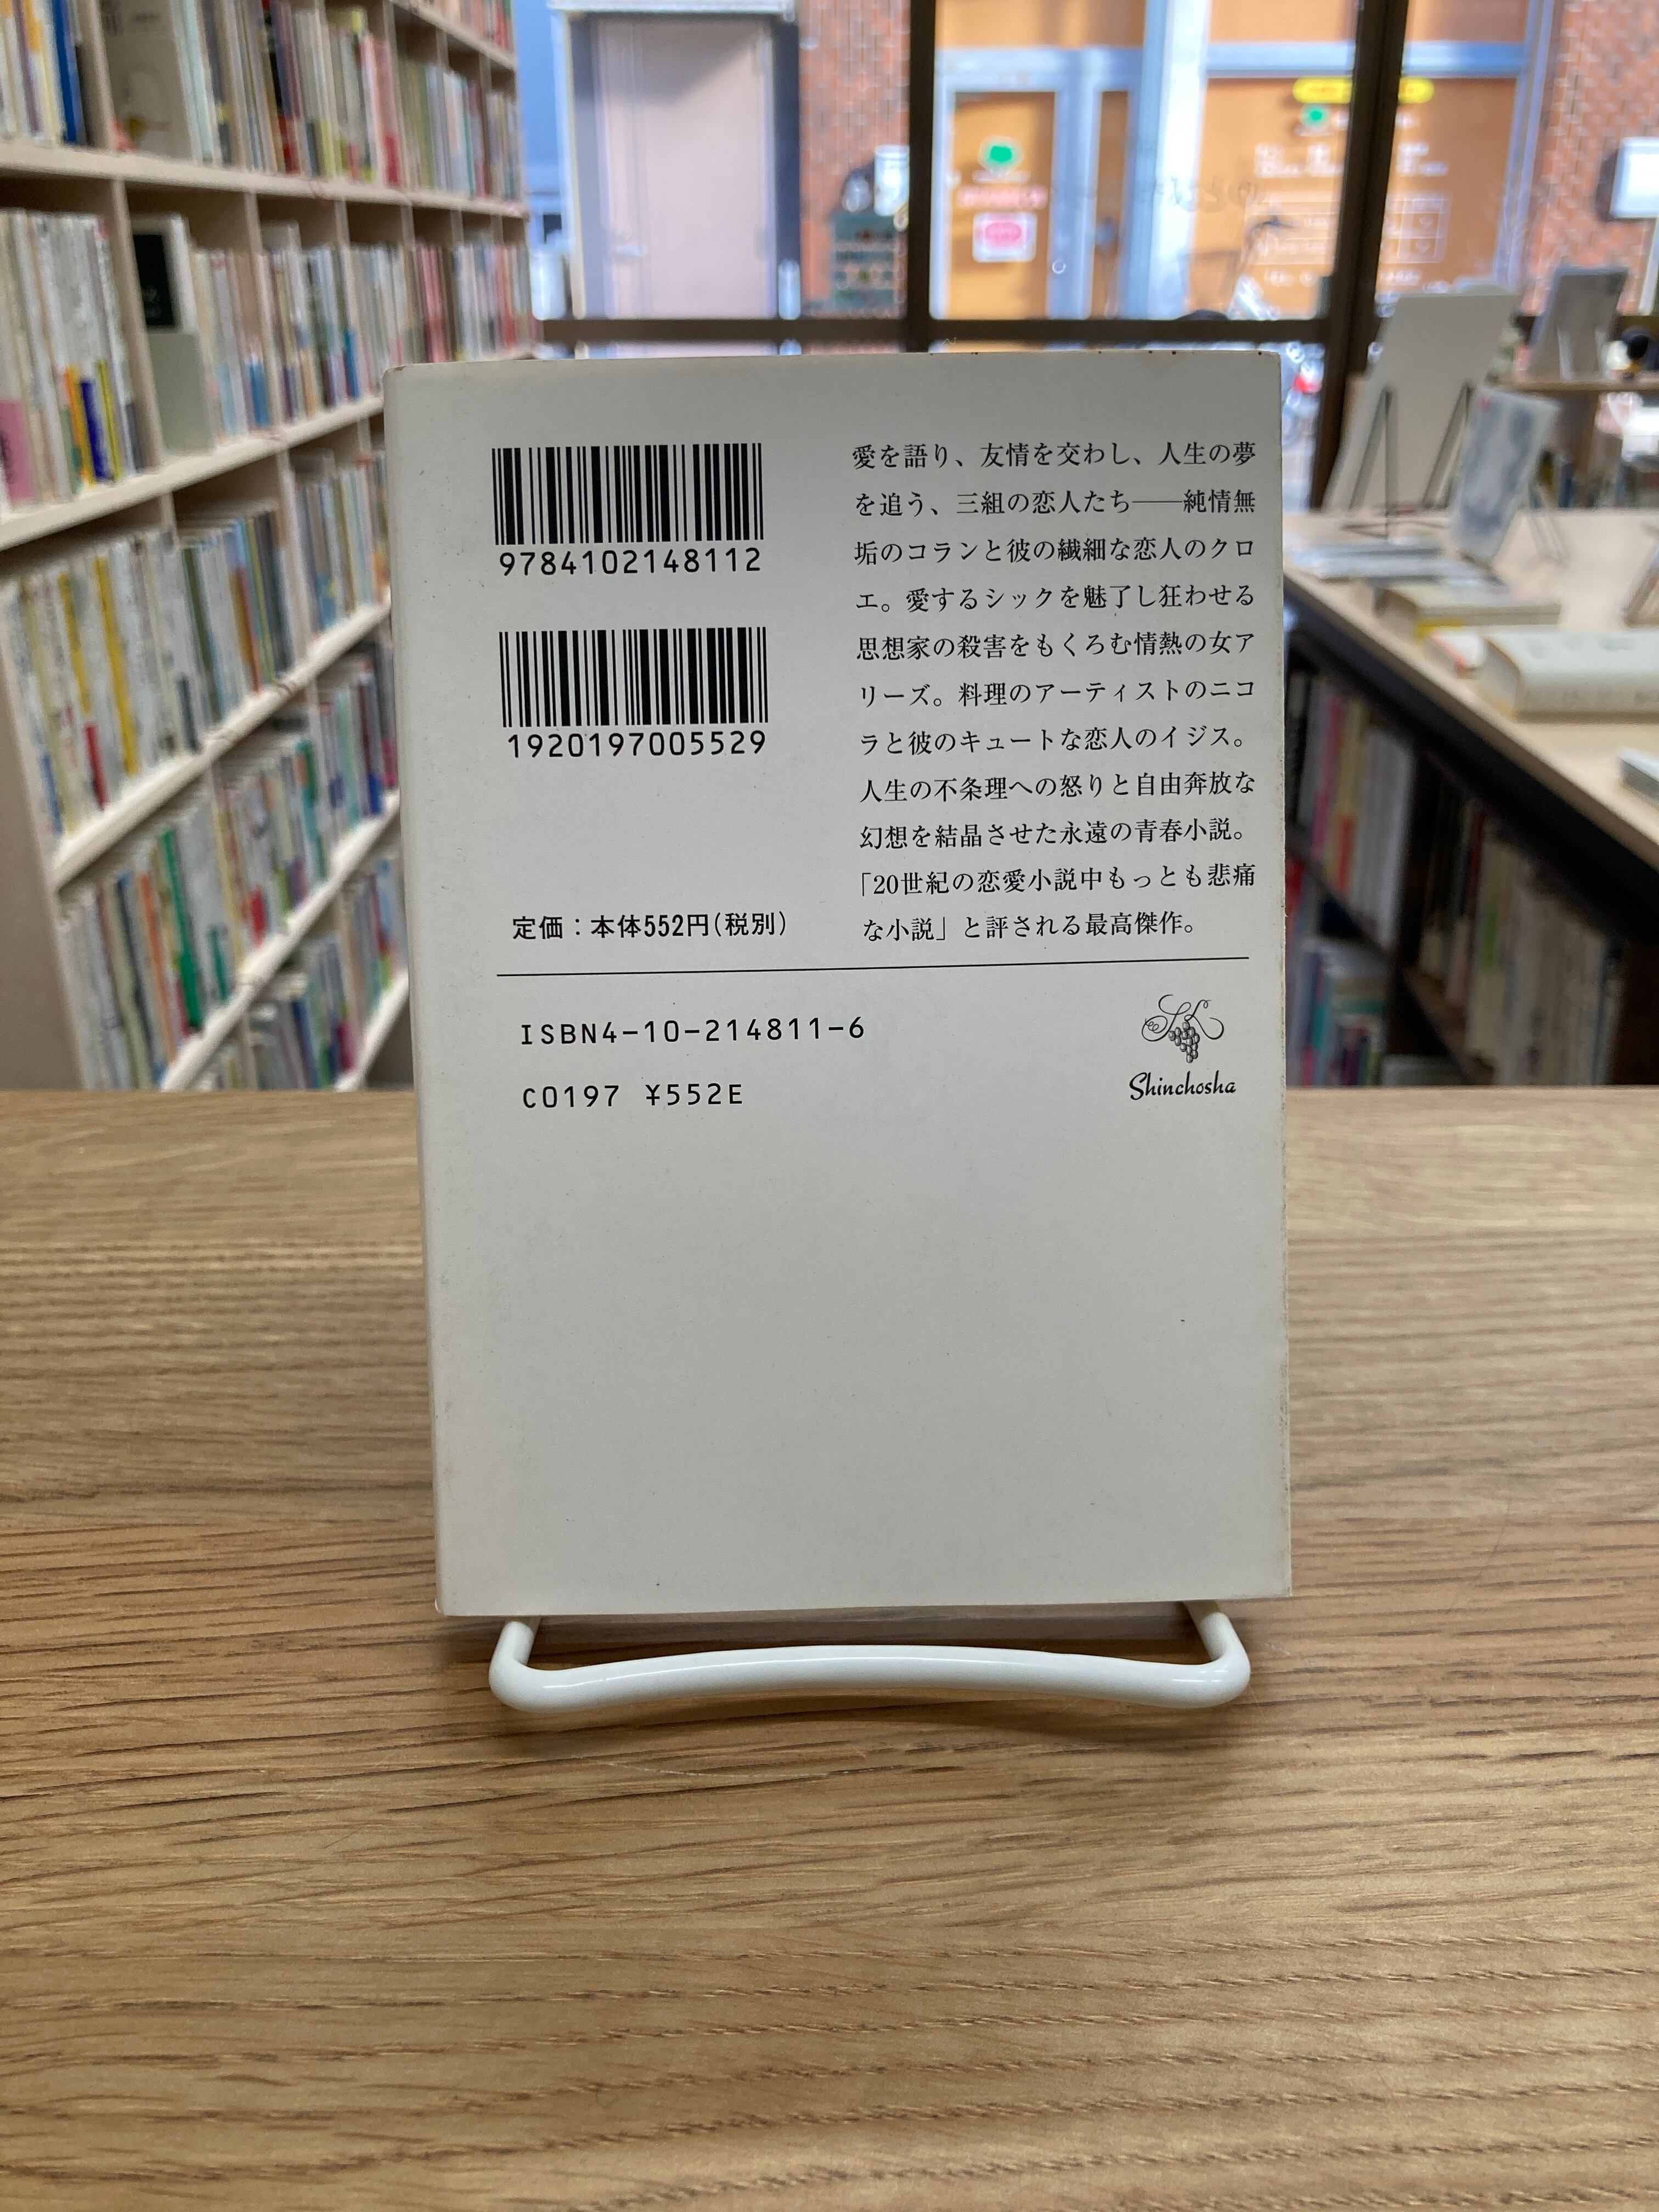 9784102148112
1920197005529
定価：本体552円(税別)
愛を語り、友情を交わし、人生の夢
を追う、三組の恋人たち──純情無
垢のコランと彼の繊細な恋人のクロ
エ。愛するシックを魅了し狂わせる
思想家の殺害をもくろむ情熱の女ア
リーズ。料理のアーティストのニコ
ラと彼のキュートな恋人のイジス。
人生の不条理への怒りと自由奔放な
幻想を結晶させた永遠の青春小説。
「20世紀の恋愛小説中もっとも悲痛
な小説」と評される最高傑作。
ISBN4-10-214811-6
C0197 ¥552E
Shinchosha